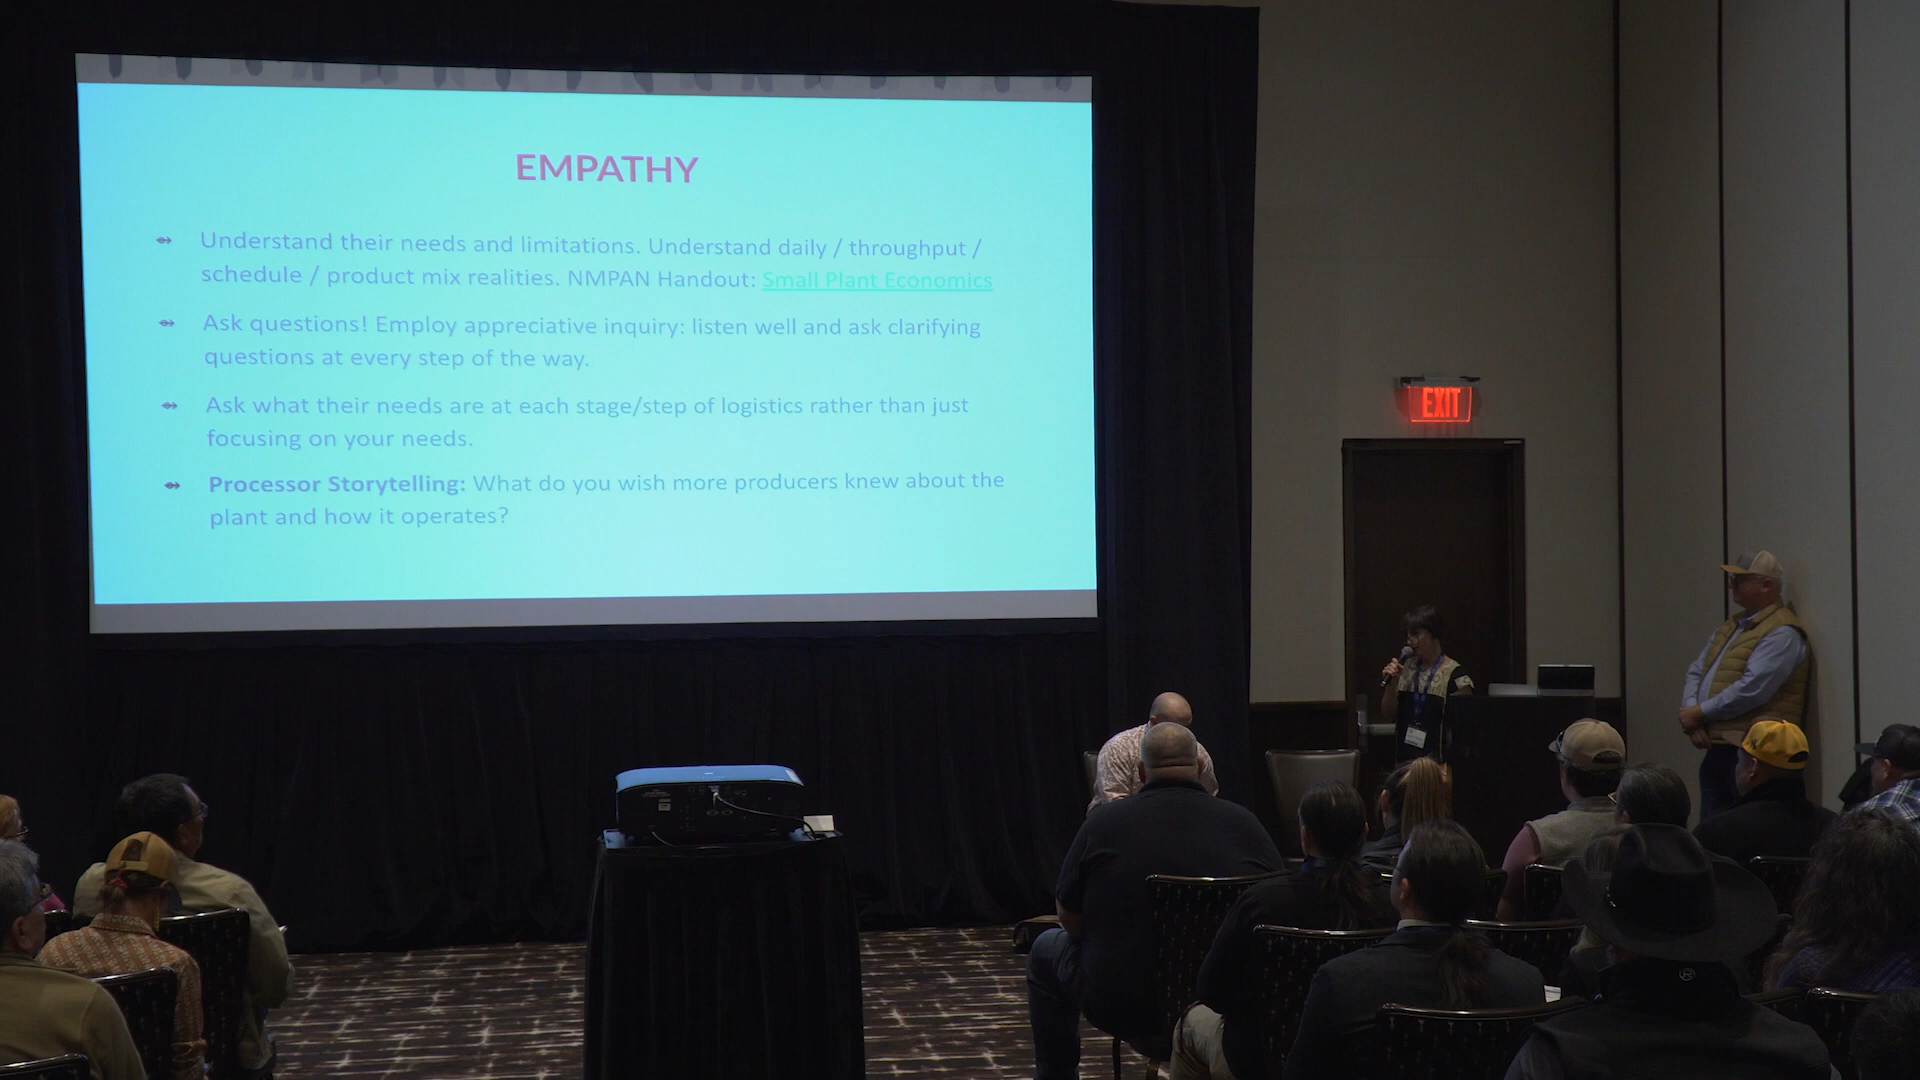 EMPATHY
Understand their needs and limitations. Understand daily / throughput /
schedule / product mix realities. NMPAN Handout: Small Plant Economics
Ask questions! Employ appreciative inquiry: listen well and ask clarifying
questions at every step of the way.
Ask what their needs are at each stage/step of logistics rather than just
focusing on your needs.
Processor Storytelling: What do you wish more producers knew about the
plant and how it operates?
EXIT